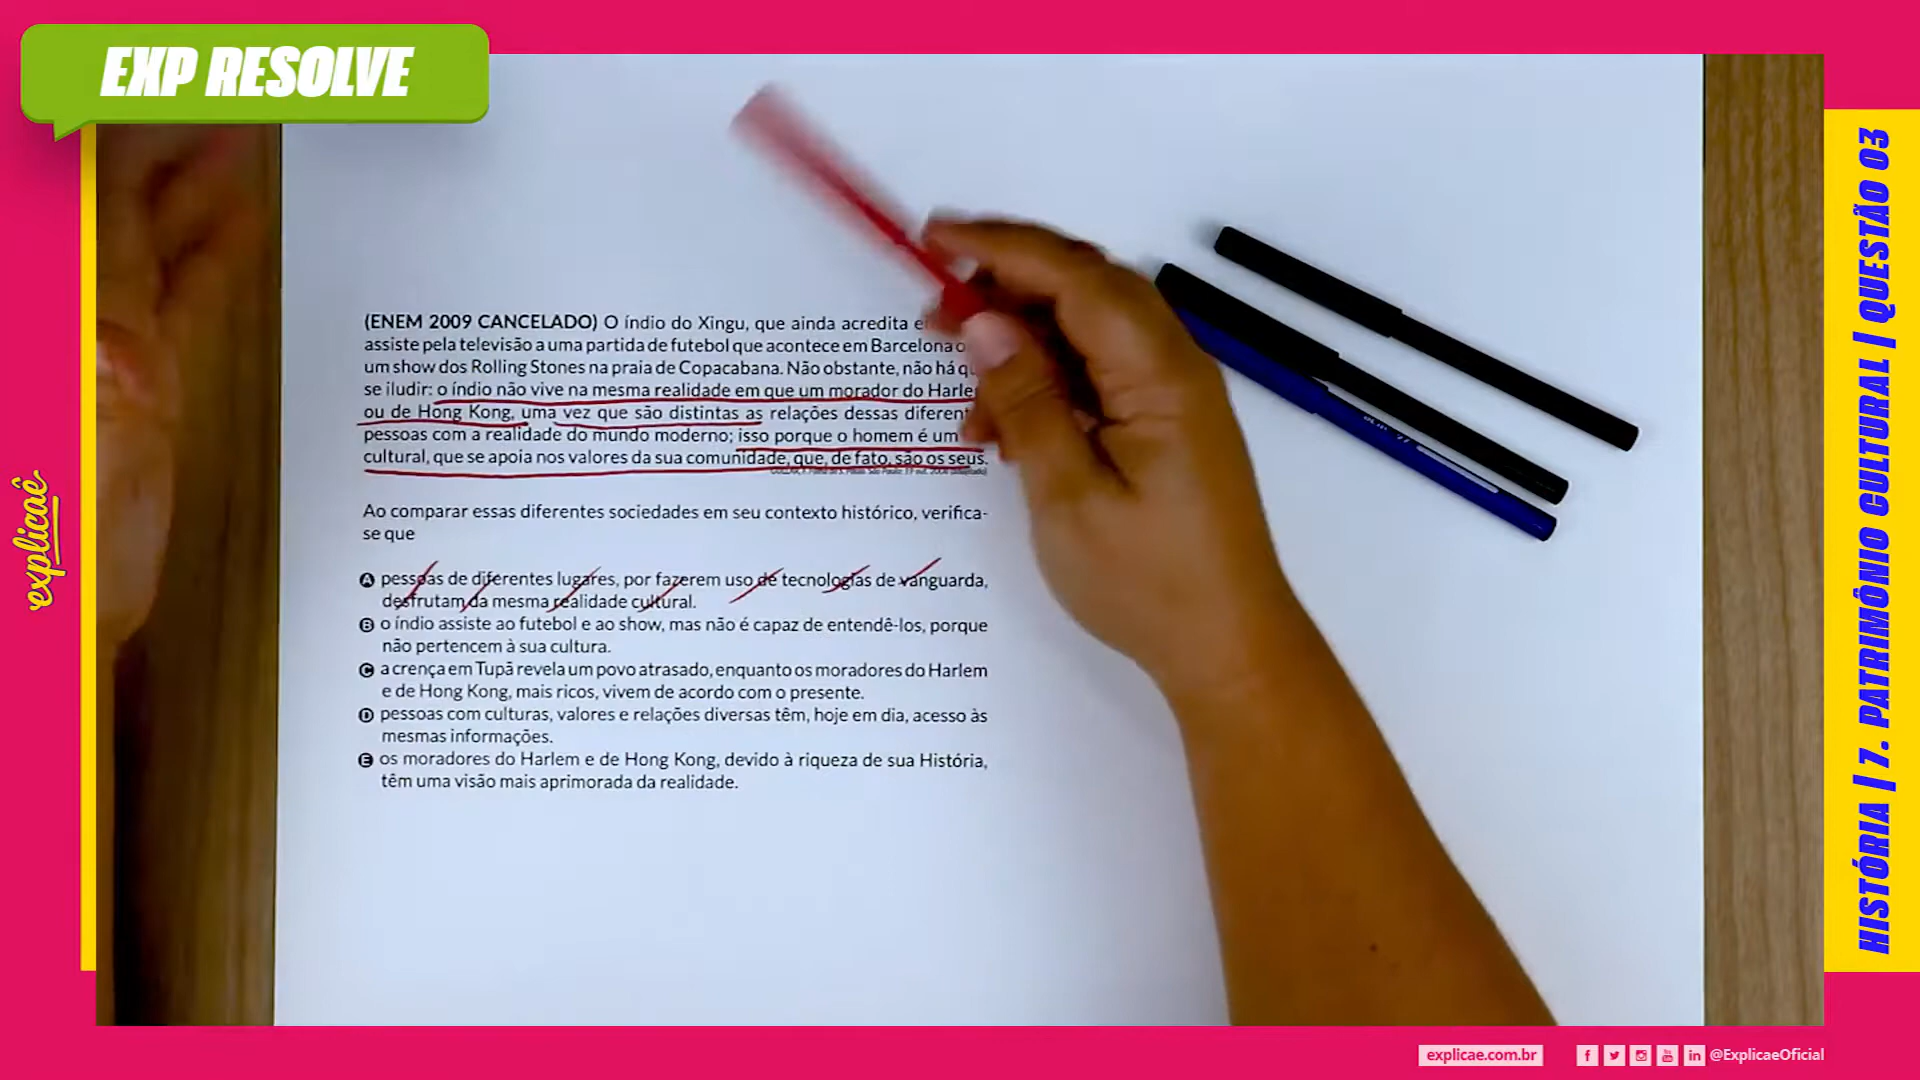 EXP RESOLVE
(ENEM 2009 CANCELADO) O índio do Xingu, que ainda acredita
assiste pela televisão a uma partida de futebol que acontece em Barcelona
um show dos Rolling Stones na praia de Copacabana. Não obstante, não há
se iludir: o índio não vive na mesma realidade em que um morador do
ou de Hong Kong, uma vez que são distintas as relações dessas
pessoas com a realidade do mundo moderno; isso porque o homem é um
cultural, que se apoia nos valores da sua comunidade, que, de fato, são os seus.
Ao comparar essas diferentes sociedades em seu contexto histórico, verifica-
se que
A pessoas de diferentes lugares, por fazerem uso de tecnologias de vanguarda,
desfrutam da mesma realidade cultural.
B o índio assiste ao futebol e ao show, mas não é capaz de entendê-los, porque
não pertencem à sua cultura.
C a crença em Tupã revela um povo atrasado, enquanto os moradores do Harlem
e de Hong Kong, mais ricos, vivem de acordo com o presente.
D pessoas com culturas, valores e relações diversas têm, hoje em dia, acesso às
mesmas informações.
E os moradores do Harlem e de Hong Kong, devido à riqueza de sua História,
têm uma visão mais aprimorada da realidade.
explicaê
HISTÓRIA | 7. PATRIMÔNIO CULTURAL | QUESTÃO 03
explicae.com.br
@ExplicaeOficial